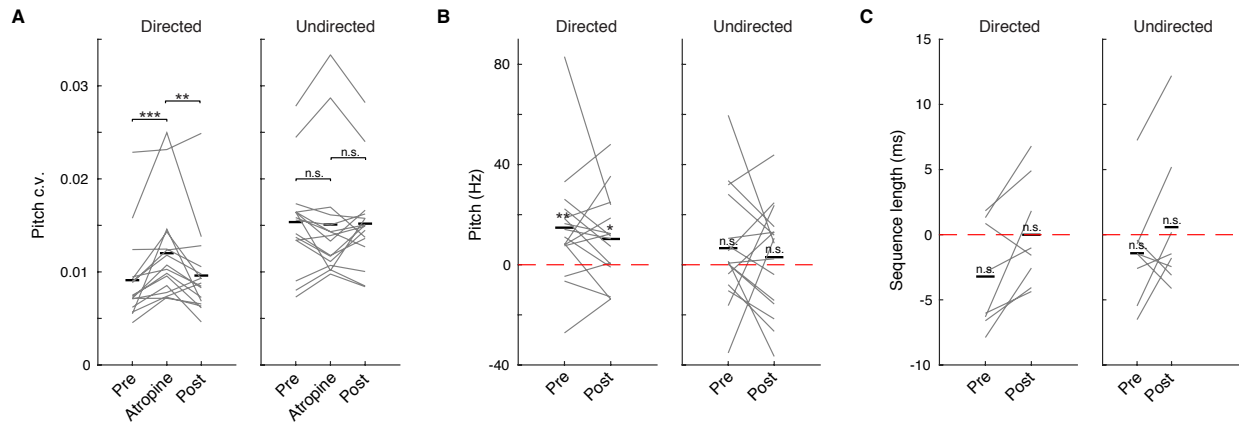 A
Directed
Undirected
Pitch c.v.
0.03
0.02
0.01
0
***
**
n.s.
n.s.
Pre
Atropine
Post
Pre
Atropine
Post
B
Directed
Undirected
Pitch (Hz)
80
40
0
-40
**
*
n.s.
n.s.
Pre
Post
Pre
Post
C
Directed
Undirected
Sequence length (ms)
15
10
5
0
-5
-10
n.s.
n.s.
n.s.
n.s.
Pre
Post
Pre
Post